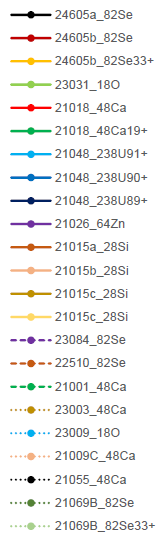 24605a_82Se
24605b_82Se
24605b_82Se33+
23031_18O
21018_48Ca
21018_48Ca19+
21048_238U91+
21048_238U90+
21048_238U89+
21026_64Zn
21015a_28Si
21015b_28Si
21015c_28Si
21015c_28Si
23084_82Se
22510_82Se
21001_48Ca
23003_48Ca
23009_18O
21009C_48Ca
21055_48Ca
21069B_82Se
21069B_82Se33+